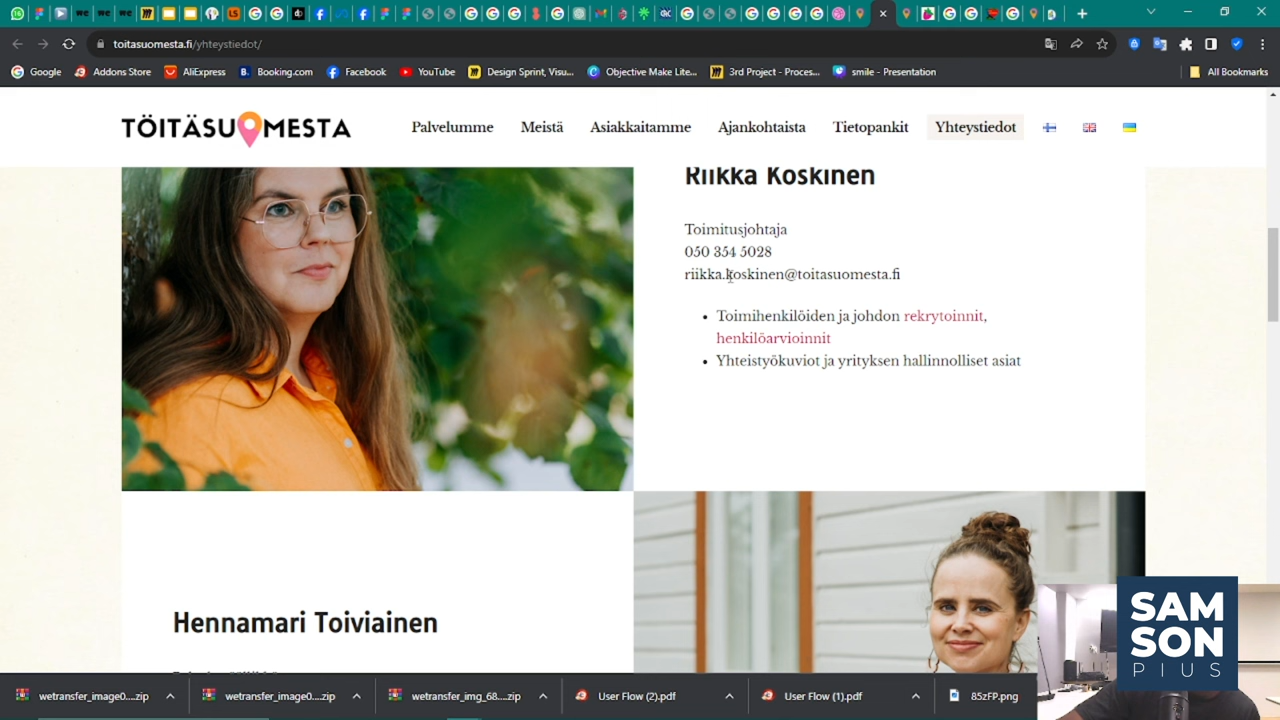 toitasuomesta.fi/yhteystiedot/
Google Addons Store AliExpress Booking.com Facebook YouTube Design Sprint, Visu... Objective Make Lite... 3rd Project - Proces... smile - Presentation All Bookmarks
TÖITÄSUOMESTA Palvelumme Meistä Asiakkaitamme Ajankohtaista Tietopankit Yhteystiedot
Riikka Koskinen
Toimitusjohtaja
050 354 5028
riikka.koskinen@toitasuomesta.fi
• Toimihenkilöiden ja johdon rekrytoinnit,
henkilöarvioinnit
• Yhteistyökuviot ja yrityksen hallinnolliset asiat
Hennamari Toiviainen
SAM
SON
PIUS
wetransfer_image0....zip wetransfer_image0....zip wetransfer_img_68....zip User Flow (2).pdf User Flow (1).pdf 85zFP.png